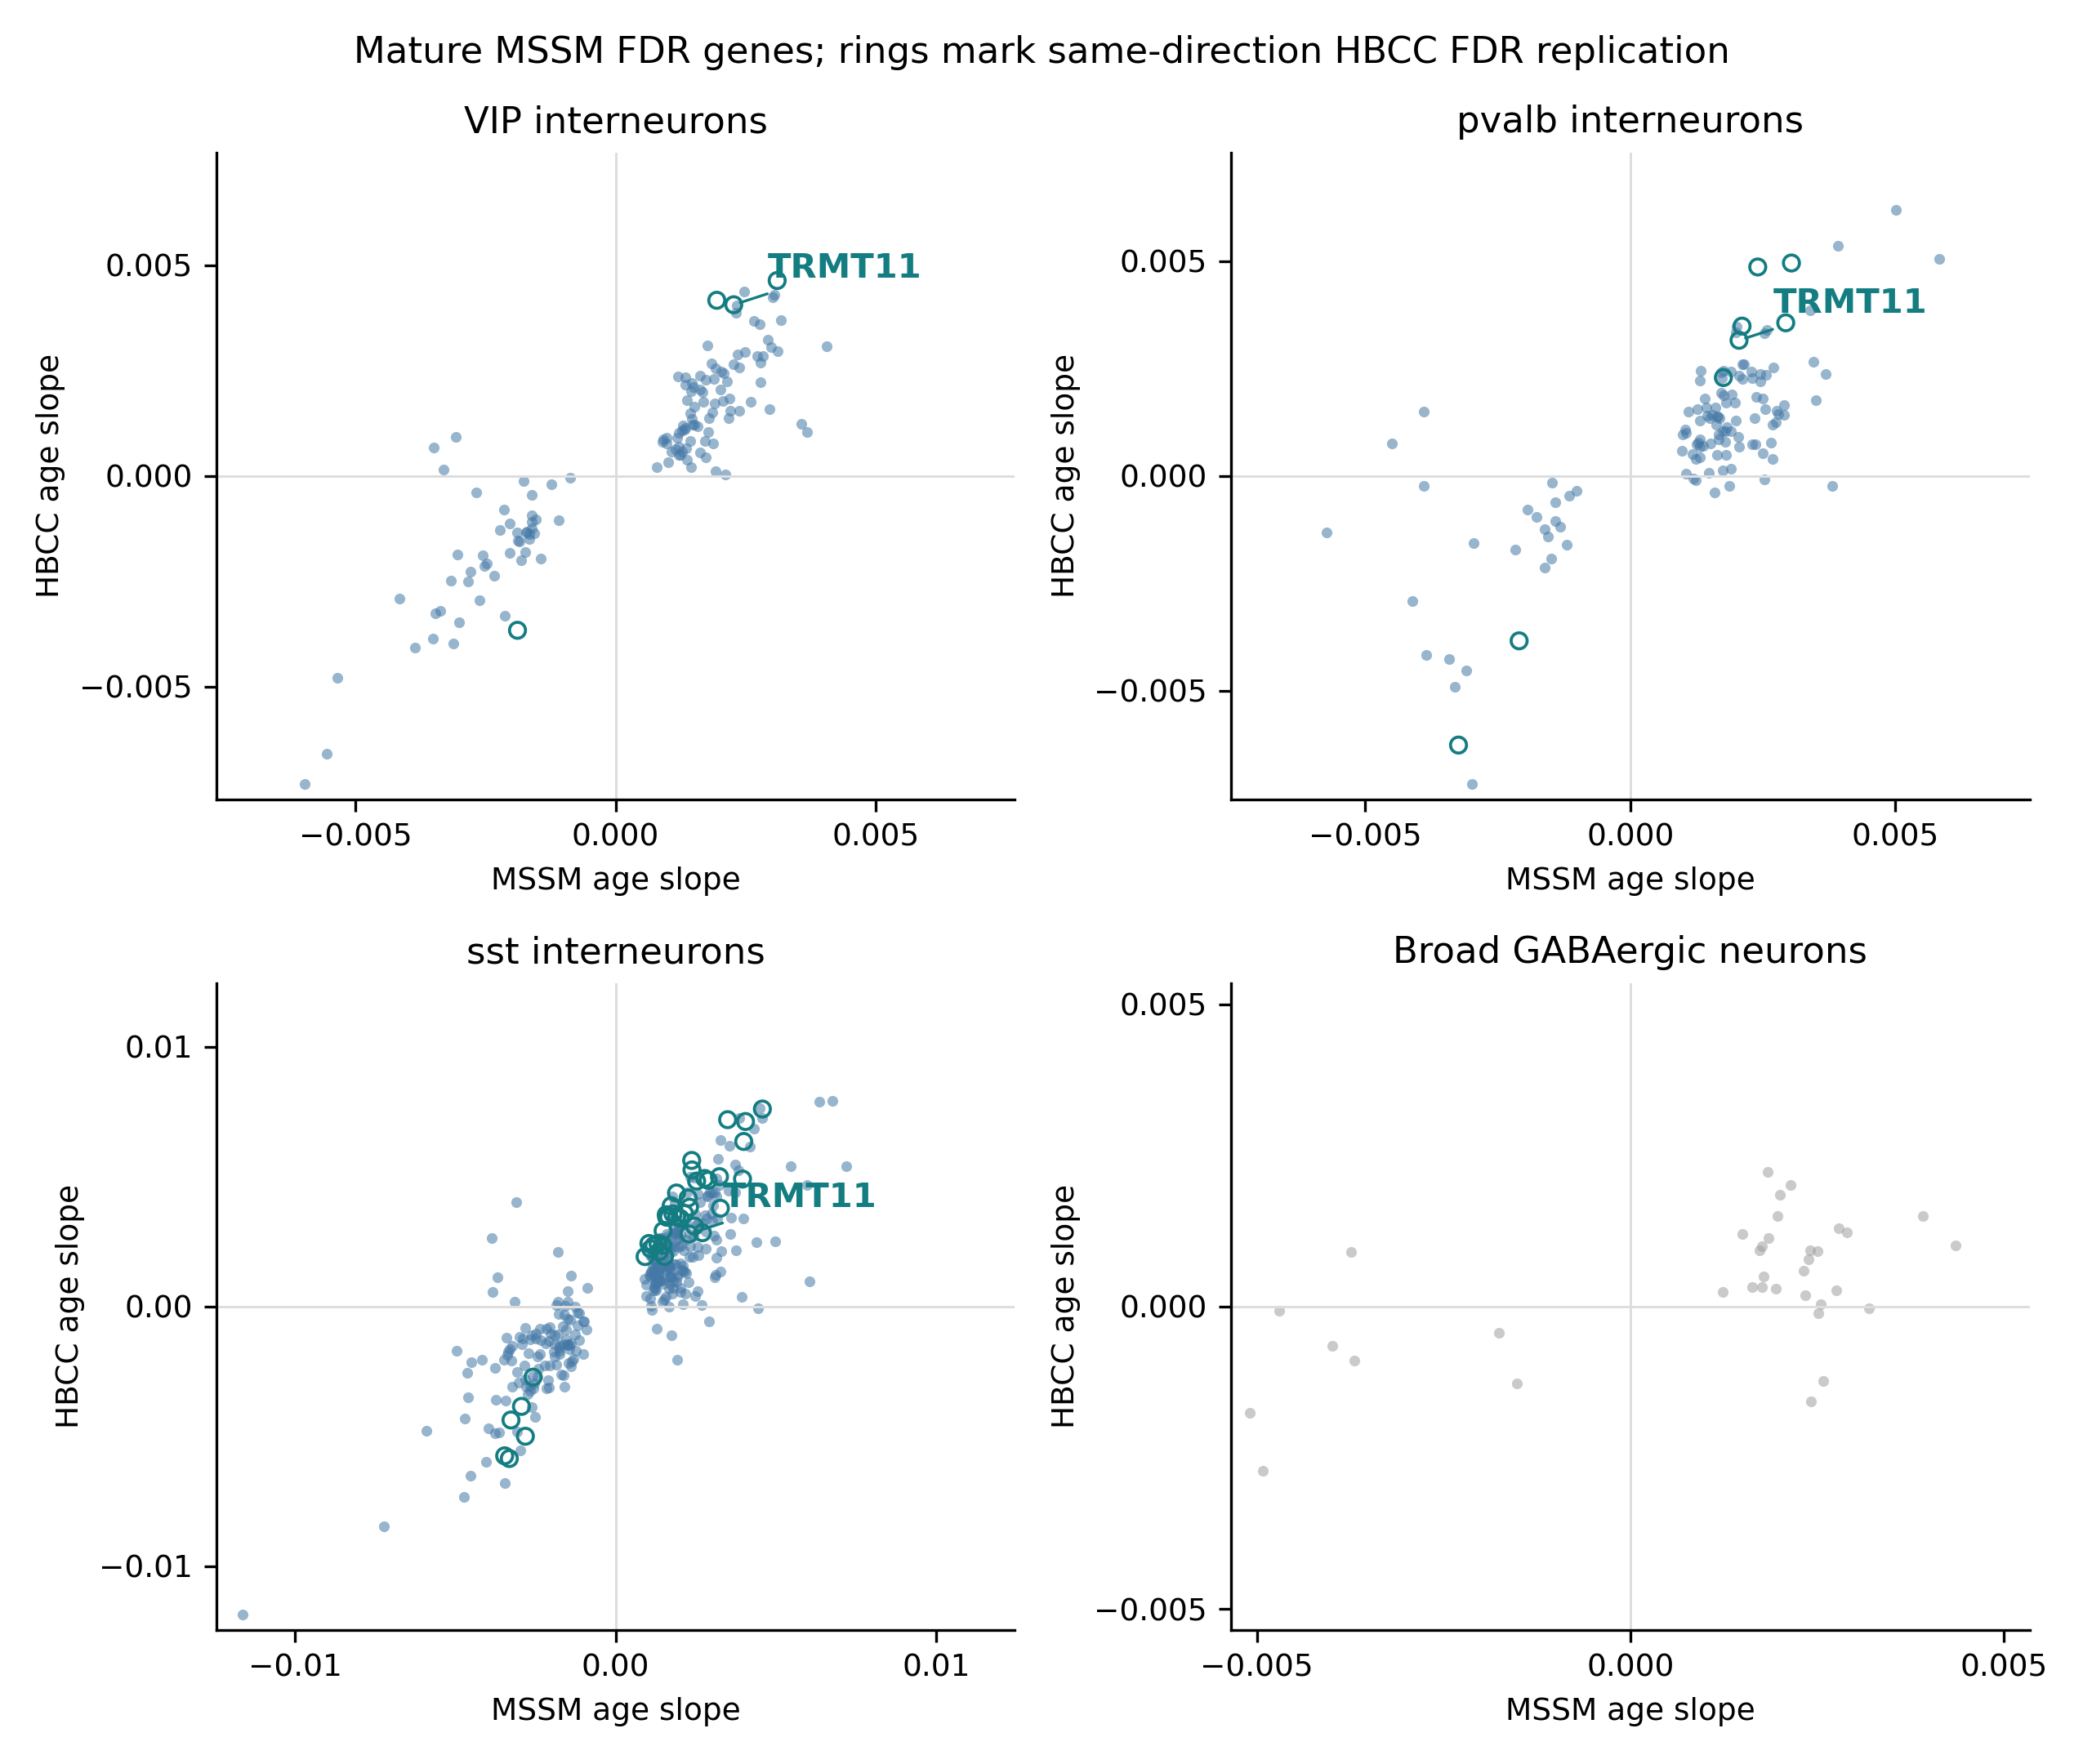 Mature MSSM FDR genes; rings mark same-direction HBCC FDR replication
VIP interneurons
HBCC age slope
0.005
0.000
−0.005
TRMT11
−0.005
0.000
0.005
MSSM age slope
pvalb interneurons
HBCC age slope
0.005
0.000
−0.005
TRMT11
−0.005
0.000
0.005
MSSM age slope
sst interneurons
HBCC age slope
0.01
0.00
−0.01
TRMT11
−0.01
0.00
0.01
MSSM age slope
Broad GABAergic neurons
HBCC age slope
0.005
0.000
−0.005
−0.005
0.000
0.005
MSSM age slope